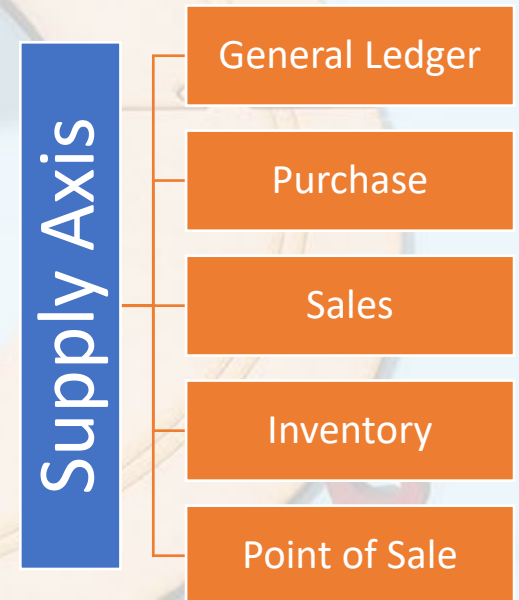 Supply Axis
General Ledger
Purchase
Sales
Inventory
Point of Sale